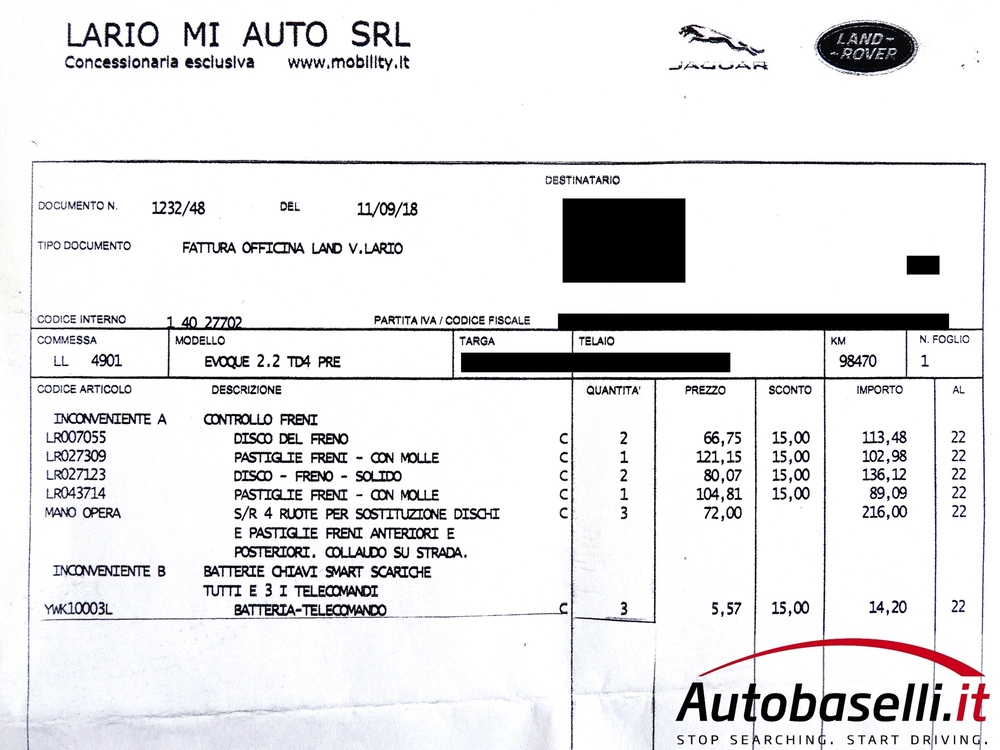 LARIO MI AUTO SRL
Concessionaria esclusiva www.mobility.it
JAGUAR
LAND-
-ROVER
DESTINATARIO
DOCUMENTO N. 1232/48 DEL 11/09/18
TIPO DOCUMENTO FATTURA OFFICINA LAND V.LARIO
CODICE INTERNO 1 40 27702 PARTITA IVA / CODICE FISCALE
COMMESSA MODELLO TARGA TELAIO KM N. FOGLIO
LL 4901 EVOQUE 2.2 TD4 PRE 98470 1
CODICE ARTICOLO DESCRIZIONE QUANTITA' PREZZO SCONTO IMPORTO AL
INCONVENIENTE A CONTROLLO FRENI
LR007055 DISCO DEL FRENO C 2 66,75 15,00 113,48 22
LR027309 PASTIGLIE FRENI - CON MOLLE C 1 121,15 15,00 102,98 22
LR027123 DISCO - FRENO - SOLIDO C 2 80,07 15,00 136,12 22
LR043714 PASTIGLIE FRENI - CON MOLLE C 1 104,81 15,00 89,09 22
MANO OPERA S/R 4 RUOTE PER SOSTITUZIONE DISCHI C 3 72,00 216,00 22
E PASTIGLIE FRENI ANTERIORI E
POSTERIORI. COLLAUDO SU STRADA.
INCONVENIENTE B BATTERIE CHIAVI SMART SCARICHE
TUTTI E 3 I TELECOMANDI
YWK10003L BATTERIA-TELECOMANDO C 3 5,57 15,00 14,20 22
Autobaselli.it
STOP SEARCHING. START DRIVING.